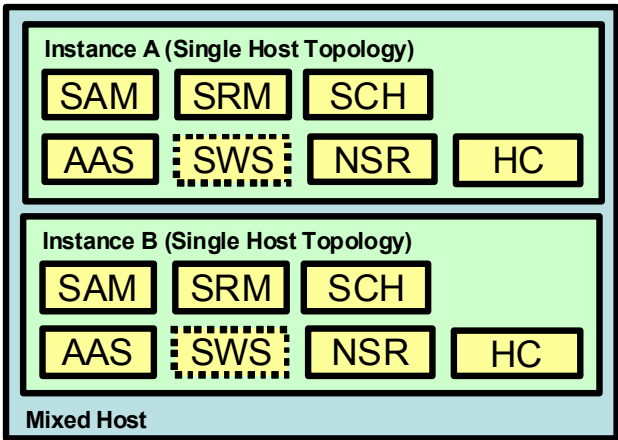 Instance A (Single Host Topology)
SAM SRM SCH
AAS SWS NSR HC
Instance B (Single Host Topology)
SAM SRM SCH
AAS SWS NSR HC
Mixed Host